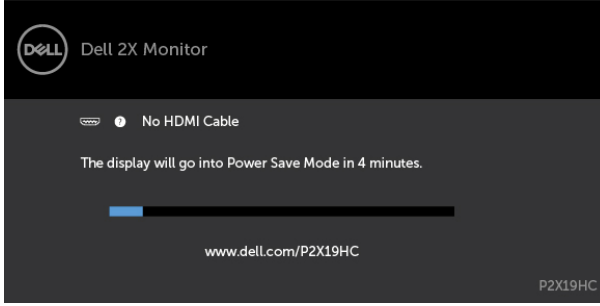 DELL
Dell 2X Monitor
? No HDMI Cable
The display will go into Power Save Mode in 4 minutes.
www.dell.com/P2X19HC
P2X19HC